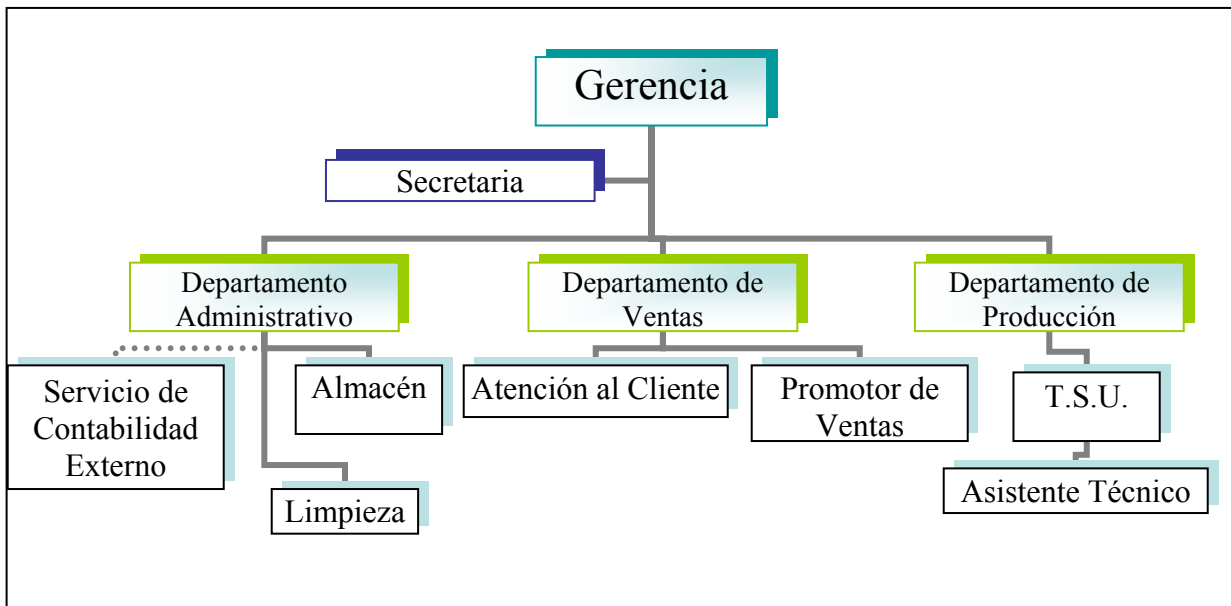 Gerencia
Secretaria
Departamento
Administrativo
Departamento de
Ventas
Departamento de
Producción
Servicio de
Contabilidad
Externo
Almacén
Limpieza
Atención al Cliente
Promotor de
Ventas
T.S.U.
Asistente Técnico